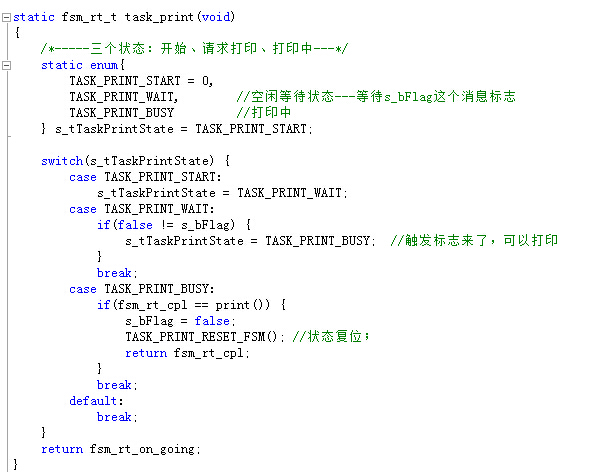 static fsm_rt_t task_print(void)
{
    /*-----三个状态：开始、请求打印、打印中---*/
    static enum{
        TASK_PRINT_START = 0,
        TASK_PRINT_WAIT,        //空闲等待状态---等待s_bFlag这个消息标志
        TASK_PRINT_BUSY         //打印中
    } s_tTaskPrintState = TASK_PRINT_START;

    switch(s_tTaskPrintState) {
        case TASK_PRINT_START:
            s_tTaskPrintState = TASK_PRINT_WAIT;
        case TASK_PRINT_WAIT:
            if(false != s_bFlag) {
                s_tTaskPrintState = TASK_PRINT_BUSY;  //触发标志来了，可以打印
            }
            break;
        case TASK_PRINT_BUSY:
            if(fsm_rt_cpl == print()) {
                s_bFlag = false;
                TASK_PRINT_RESET_FSM(); //状态复位；
                return fsm_rt_cpl;
            }
            break;
        default:
            break;
    }
    return fsm_rt_on_going;
}